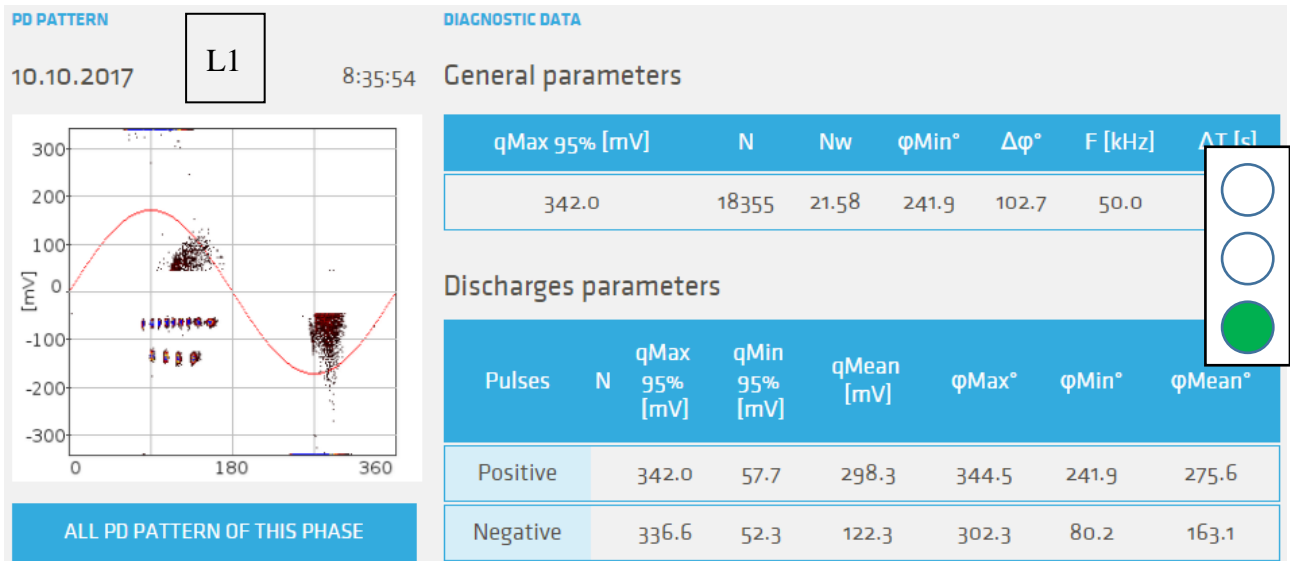 PD PATTERN
10.10.2017 L1 8:35:54
300
200
100
0
-100
-200
-300
[mV]
0 180 360
ALL PD PATTERN OF THIS PHASE
DIAGNOSTIC DATA
General parameters
qMax 95% [mV] N Nw φMin° Δφ° F [kHz] ΔT [s]
342.0 18355 21.58 241.9 102.7 50.0
Discharges parameters
Pulses N qMax 95% [mV] qMin 95% [mV] qMean [mV] φMax° φMin° φMean°
Positive 342.0 57.7 298.3 344.5 241.9 275.6
Negative 336.6 52.3 122.3 302.3 80.2 163.1